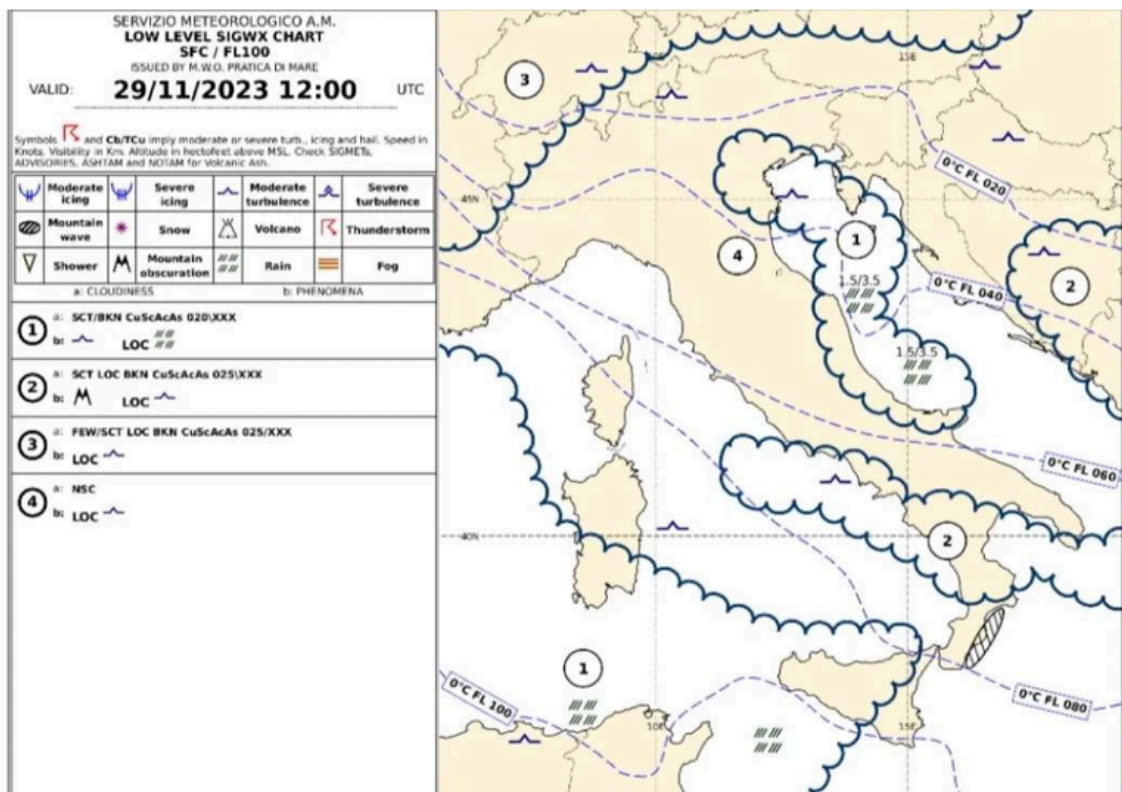 SERVIZIO METEOROLOGICO A.M.
LOW LEVEL SIGWX CHART
SFC / FL100
ISSUED BY M.W.O. PRATICA DI MARE
VALID: 29/11/2023 12:00 UTC
Symbols and Cb/TCu imply moderate or severe turb., icing and hail. Speed in
Knots. Visibility in Km. Altitude in hectofeet above MSL. Check SIGMETs,
ADVISORIES, ASHTAM and NOTAM for Volcanic Ash.
Moderate icing
Severe icing
Moderate turbulence
Severe turbulence
Mountain wave
Snow
Volcano
Thunderstorm
Shower
Mountain obscuration
Rain
Fog
a: CLOUDINESS b: PHENOMENA
1 a: SCT/BKN CuScAcAs 020\XXX
b: LOC
2 a: SCT LOC BKN CuScAcAs 025\XXX
b: LOC
3 a: FEW/SCT LOC BKN CuScAcAs 025/XXX
b: LOC
4 a: NSC
b: LOC
10E
15E
3
0°C FL 020
45N
1
4
2
1.5/3.5
0°C FL 040
1.5/3.5
0°C FL 060
40N
2
1
0°C FL 100
0°C FL 080
10E
15E